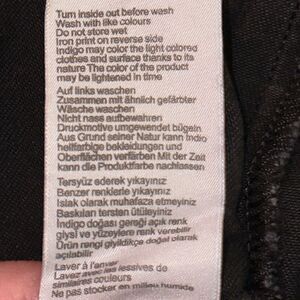 Turn inside out before wash
Wash with like colours
Do not store wet
Iron print on reverse side
Indigo may color the light colored
clothes and surface thanks to its
nature The color of the product
may be lightened in time
Auf links waschen
Zusammen mit ähnlich gefärbter
Wäsche waschen
Nicht nass aufbewahren
Druckmotive umgewendet bügeln
Aus Grund seiner Natur kann Indio
hellfarbige bekleidungen und
Oberflächen verfärben Mit der Zeit
kann die Produktfarbe nachlassen
Tersyüz ederek yıkayınız
Benzer renklerle yıkayınız
Islak olarak muhafaza etmeyiniz
Baskıları tersten ütüleyiniz
İndigo doğası gereği açık renk
giysi ve yüzeylere renk verebilir
Ürün rengi giyildikçe doğal olarak
açılabilir
Laver à l'anver
Lavez avec les lessives de
similaires couleurs
Ne pas stocker en milieu humide